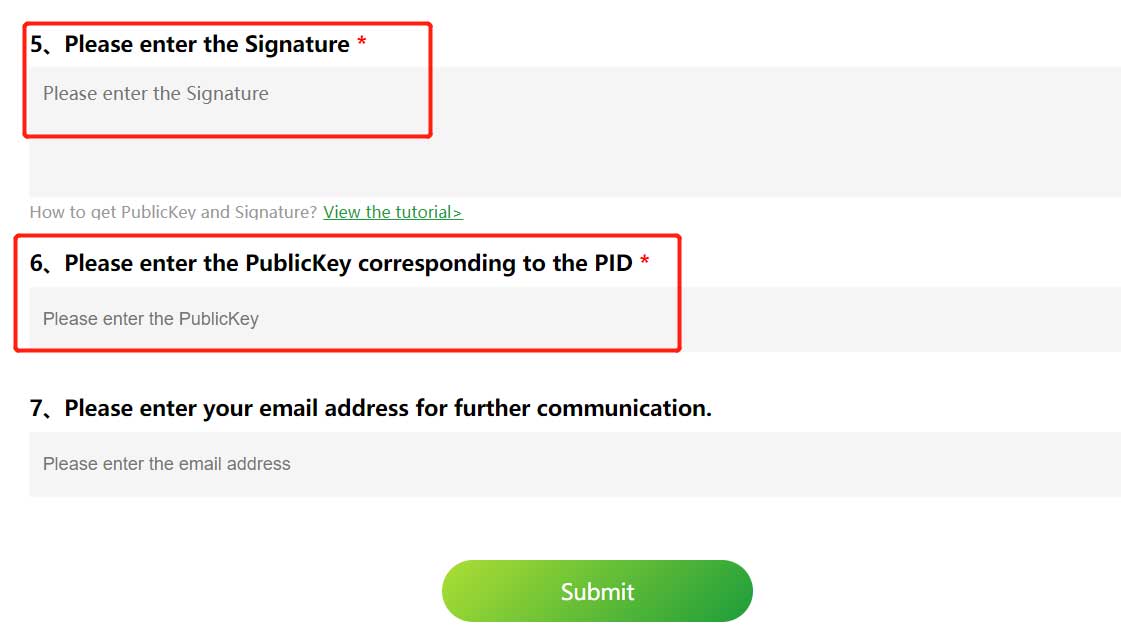 5、Please enter the Signature *
Please enter the Signature
How to get PublicKey and Signature? View the tutorial>
6、Please enter the PublicKey corresponding to the PID *
Please enter the PublicKey
7、Please enter your email address for further communication.
Please enter the email address
Submit